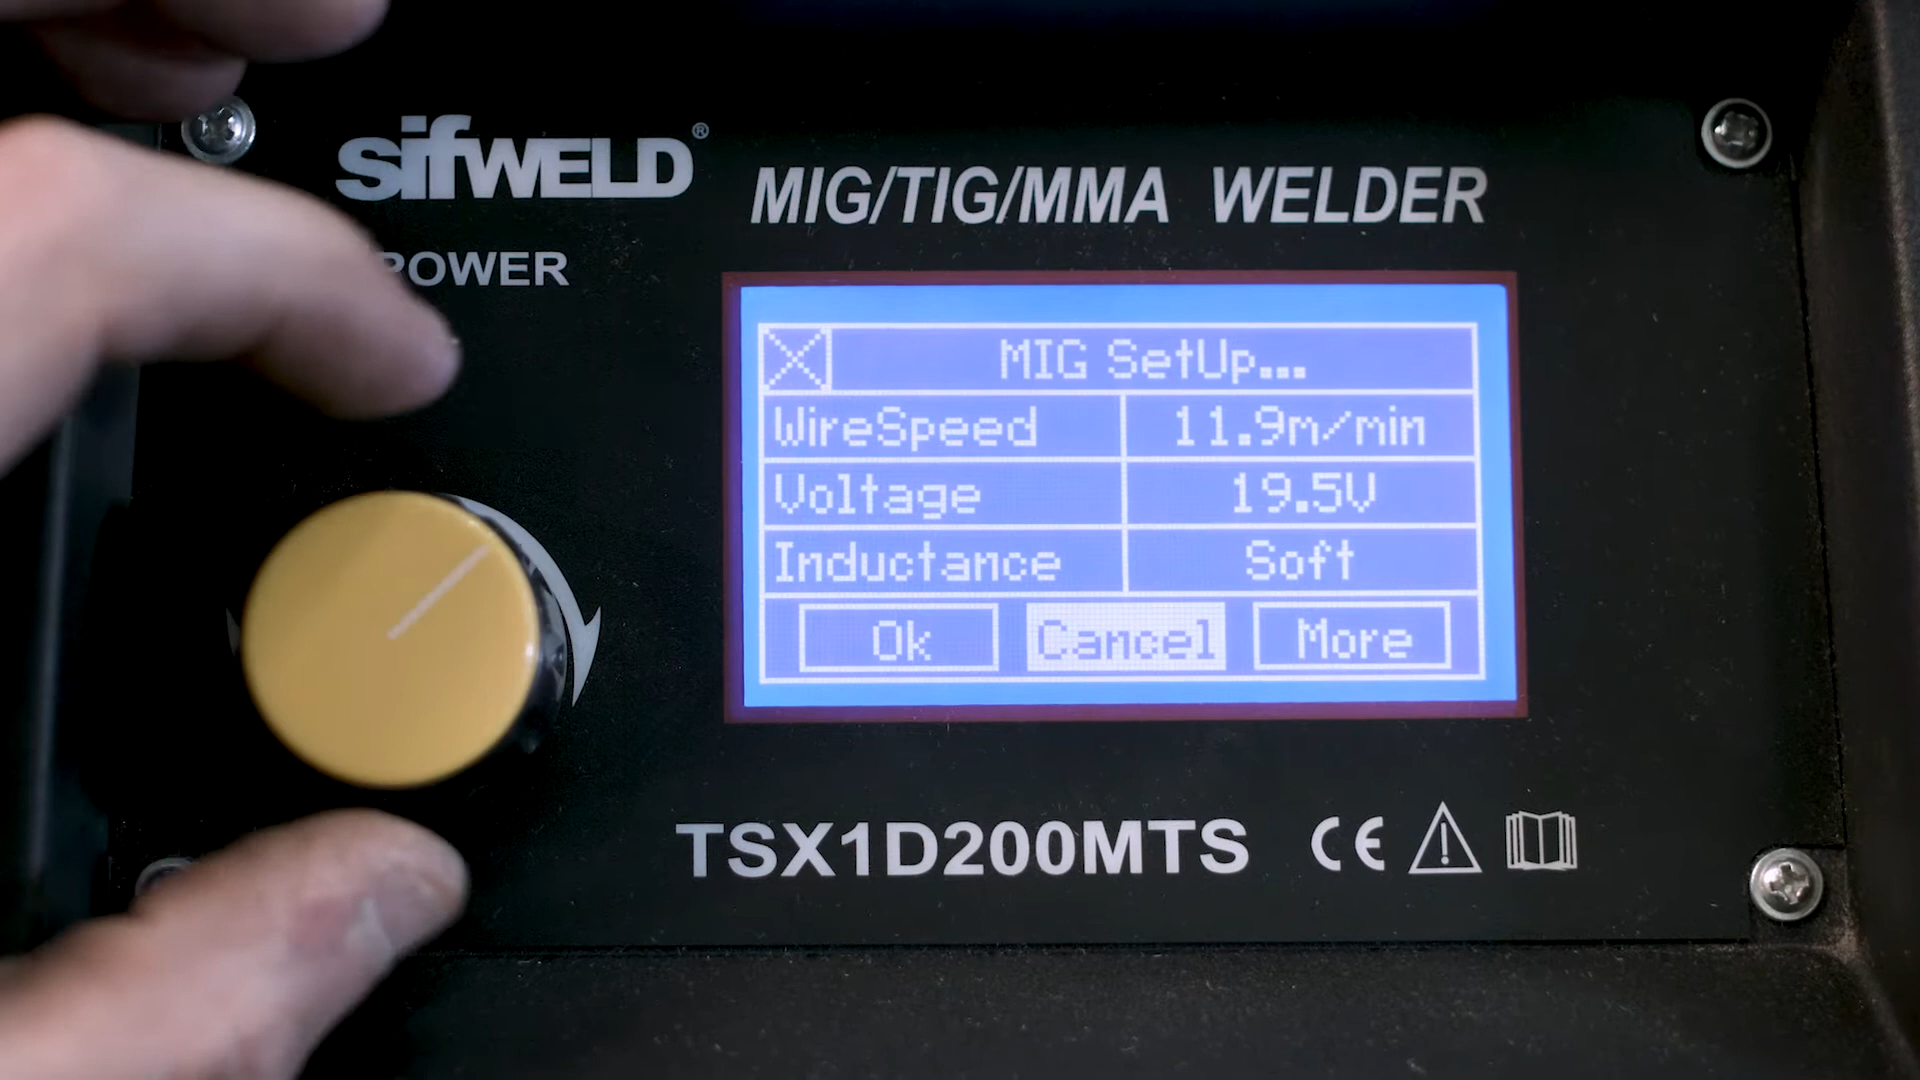 sifWELD®
MIG/TIG/MMA WELDER
POWER
MIG SetUp...
WireSpeed 11.9m/min
Voltage 19.5V
Inductance Soft
Ok Cancel More
TSX1D200MTS CE